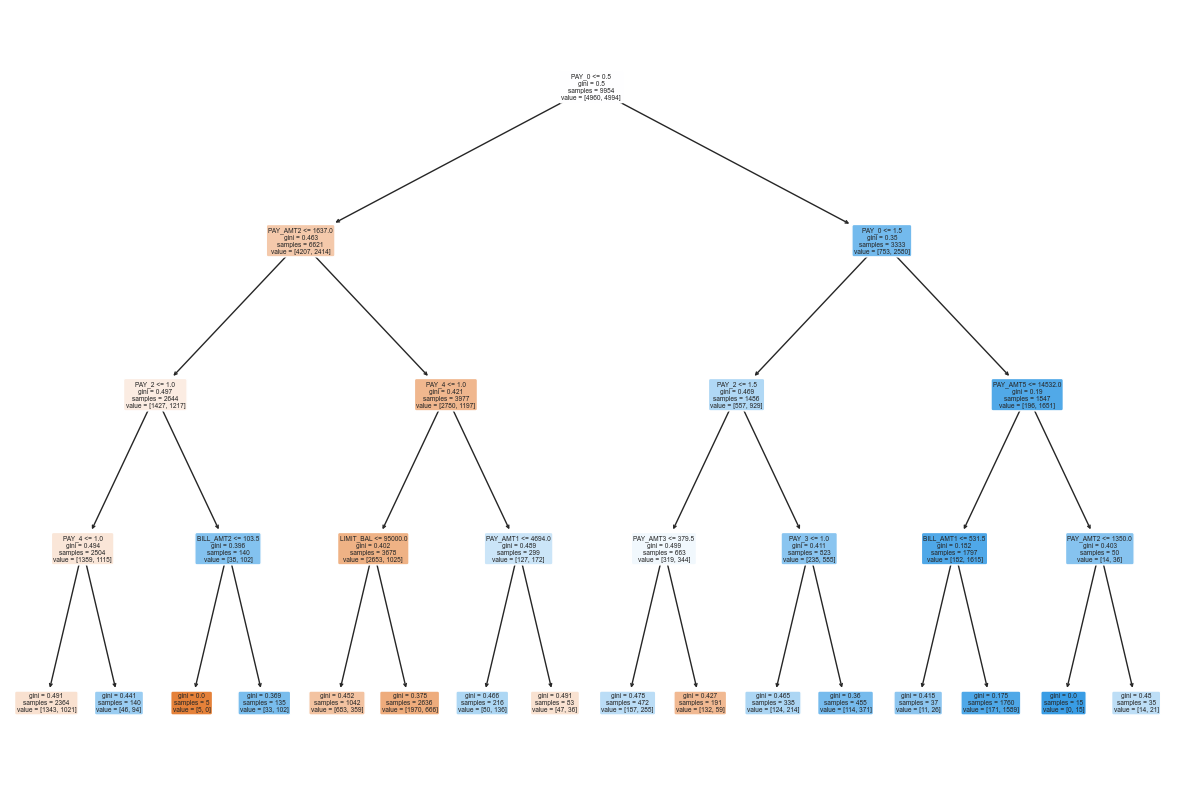 PAY_0 <= 0.5
gini = 0.5
samples = 9954
value = [4960, 4994]
PAY_AMT2 <= 1637.0
gini = 0.463
samples = 6621
value = [4207, 2414]
PAY_0 <= 1.5
gini = 0.35
samples = 3333
value = [753, 2580]
PAY_2 <= 1.0
gini = 0.497
samples = 2644
value = [1427, 1217]
PAY_4 <= 1.0
gini = 0.421
samples = 3977
value = [2780, 1197]
PAY_2 <= 1.5
gini = 0.469
samples = 1486
value = [557, 929]
PAY_AMT5 <= 14532.0
gini = 0.19
samples = 1847
value = [196, 1651]
PAY_4 <= 1.0
gini = 0.494
samples = 2504
value = [1389, 1115]
BILL_AMT2 <= 103.5
gini = 0.396
samples = 140
value = [38, 102]
LIMIT_BAL <= 95000.0
gini = 0.402
samples = 3678
value = [2653, 1025]
PAY_AMT1 <= 4694.0
gini = 0.489
samples = 299
value = [127, 172]
PAY_AMT3 <= 379.5
gini = 0.499
samples = 663
value = [319, 344]
PAY_3 <= 1.0
gini = 0.411
samples = 823
value = [238, 585]
BILL_AMT1 <= 531.5
gini = 0.182
samples = 1797
value = [182, 1615]
PAY_AMT2 <= 1350.0
gini = 0.403
samples = 50
value = [14, 36]
gini = 0.491
samples = 2364
value = [1343, 1021]
gini = 0.441
samples = 140
value = [46, 94]
gini = 0.0
samples = 5
value = [5, 0]
gini = 0.369
samples = 135
value = [33, 102]
gini = 0.452
samples = 1042
value = [683, 359]
gini = 0.378
samples = 2636
value = [1970, 666]
gini = 0.466
samples = 216
value = [80, 136]
gini = 0.491
samples = 83
value = [47, 36]
gini = 0.478
samples = 472
value = [187, 285]
gini = 0.427
samples = 191
value = [132, 59]
gini = 0.465
samples = 338
value = [124, 214]
gini = 0.36
samples = 485
value = [114, 371]
gini = 0.418
samples = 37
value = [11, 26]
gini = 0.175
samples = 1760
value = [171, 1589]
gini = 0.0
samples = 15
value = [0, 15]
gini = 0.48
samples = 35
value = [14, 21]